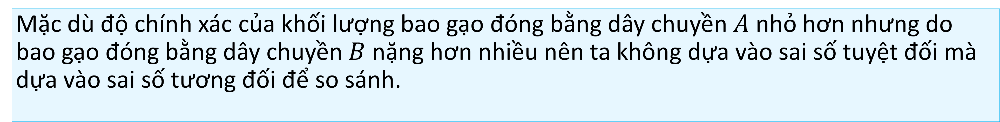 Mặc dù độ chính xác của khối lượng bao gạo đóng bằng dây chuyền A nhỏ hơn nhưng do
bao gạo đóng bằng dây chuyền B nặng hơn nhiều nên ta không dựa vào sai số tuyệt đối mà
dựa vào sai số tương đối để so sánh.